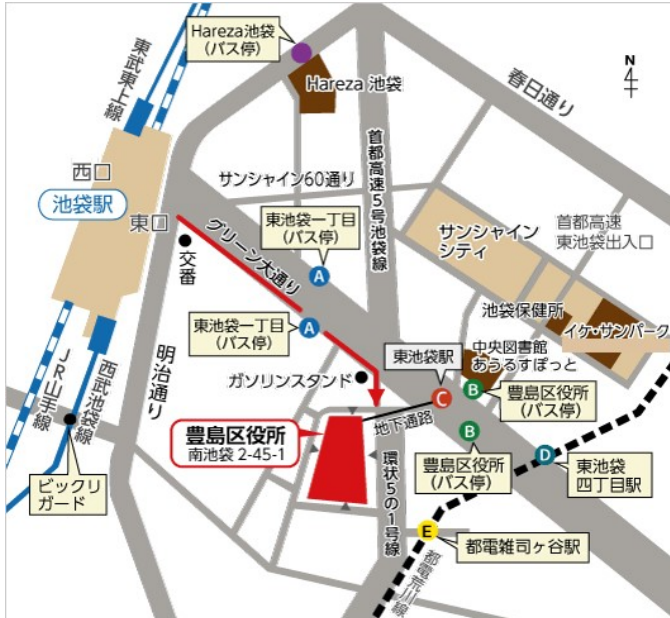 Hareza池袋
(バス停)
Hareza 池袋
N
春日通り
東武東上線
西口
池袋駅
東口
交番
サンシャイン60通り
首都高速5号池袋線
グリーン大通り
東池袋一丁目
(バス停)
A
サンシャイン
シティ
首都高速
東池袋出入口
池袋保健所
イケ・サンパーク
東池袋一丁目
(バス停)
A
中央図書館
あうるすぽっと
東池袋駅
C
B
豊島区役所
(バス停)
ガソリンスタンド
地下通路
明治通り
JR山手線
西武池袋線
ビックリ
ガード
豊島区役所
南池袋 2-45-1
環状5の1号線
B
豊島区役所
(バス停)
D
東池袋
四丁目駅
E
都電雑司ヶ谷駅
都電荒川線